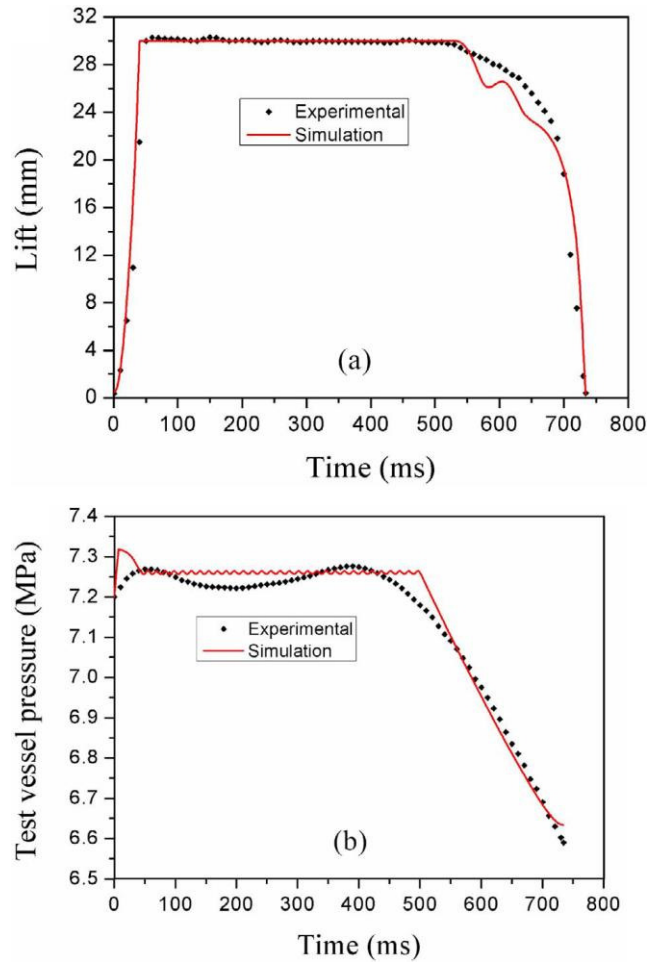 32
28
24
20
16
12
8
4
0
Lift (mm)
Experimental
Simulation
(a)
0 100 200 300 400 500 600 700 800
Time (ms)
7.4
7.3
7.2
7.1
7.0
6.9
6.8
6.7
6.6
6.5
Test vessel pressure (MPa)
Experimental
Simulation
(b)
0 100 200 300 400 500 600 700 800
Time (ms)